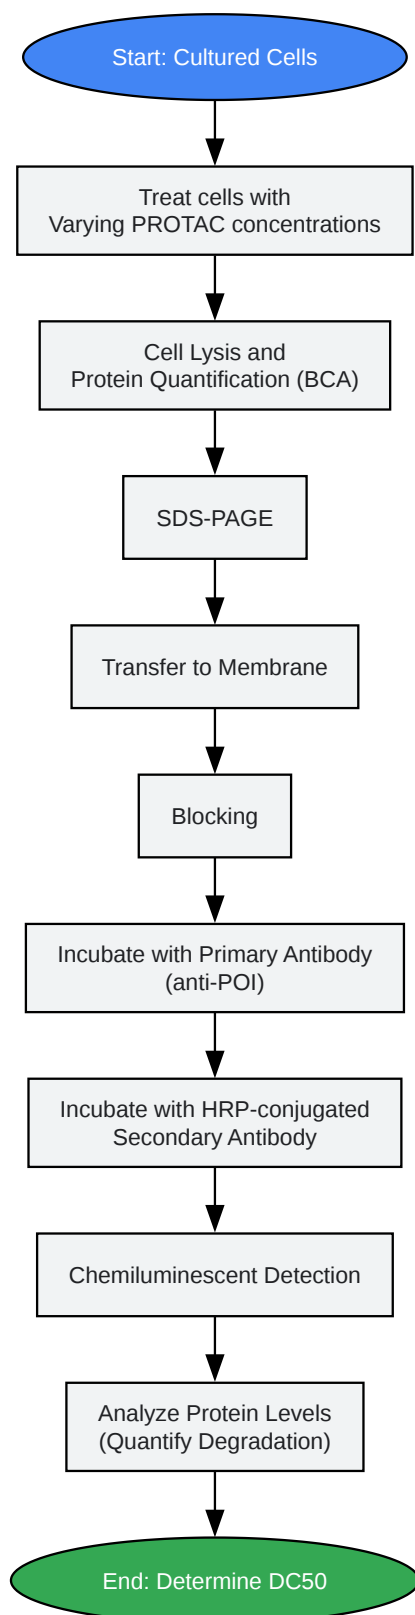 Start: Cultured Cells
Treat cells with
Varying PROTAC concentrations
Cell Lysis and
Protein Quantification (BCA)
SDS-PAGE
Transfer to Membrane
Blocking
Incubate with Primary Antibody
(anti-POI)
Incubate with HRP-conjugated
Secondary Antibody
Chemiluminescent Detection
Analyze Protein Levels
(Quantify Degradation)
End: Determine DC50